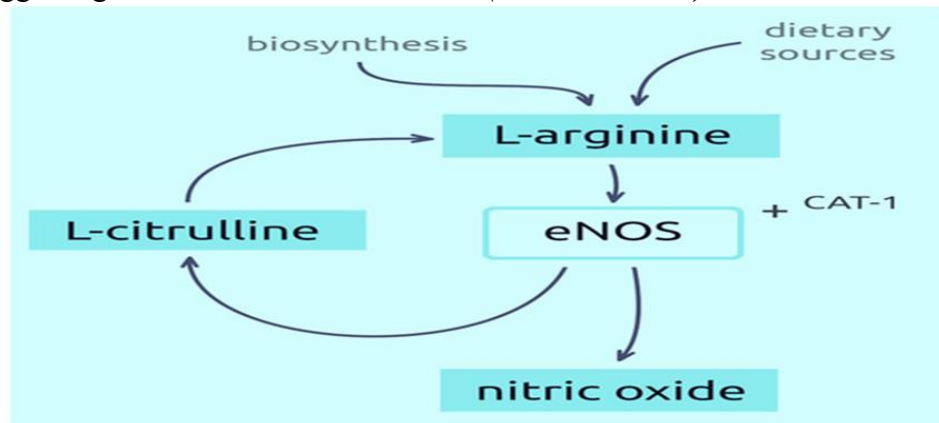 biosynthesis
dietary
sources
L-arginine
L-citrulline
eNOS
+ CAT-1
nitric oxide